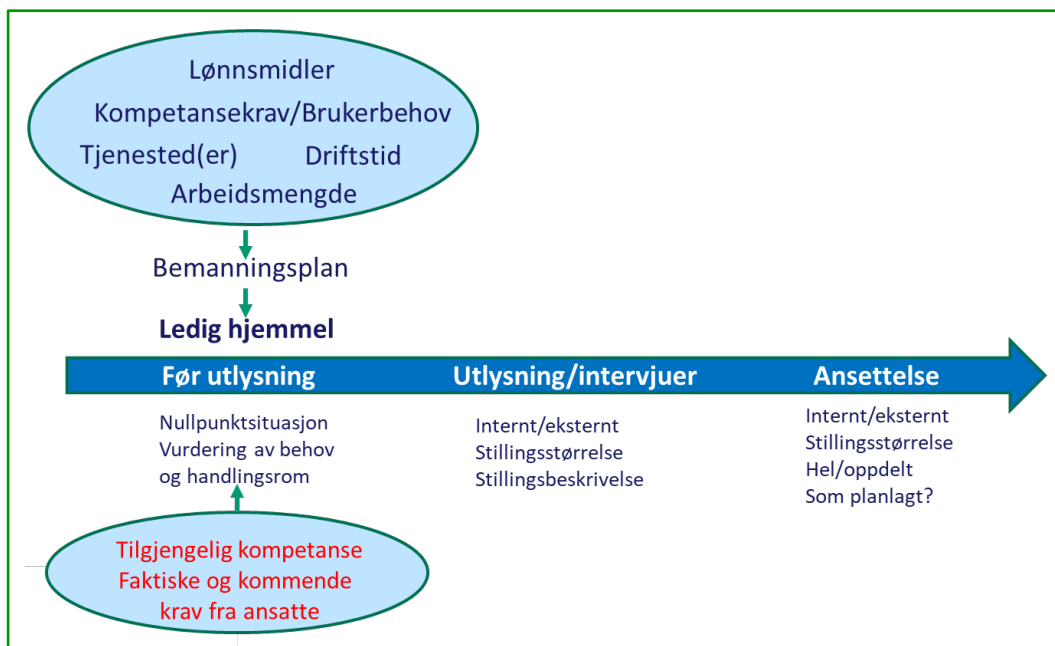 Lønnsmidler
Kompetansekrav/Brukerbehov
Tjenested(er) Driftstid
Arbeidsmengde
Bemanningsplan
Ledig hjemmel
Før utlysning
Utlysning/intervjuer
Ansettelse
Nullpunktsituasjon
Vurdering av behov
og handlingsrom
Internt/eksternt
Stillingsstørrelse
Stillingsbeskrivelse
Internt/eksternt
Stillingsstørrelse
Hel/oppdelt
Som planlagt?
Tilgjengelig kompetanse
Faktiske og kommende
krav fra ansatte